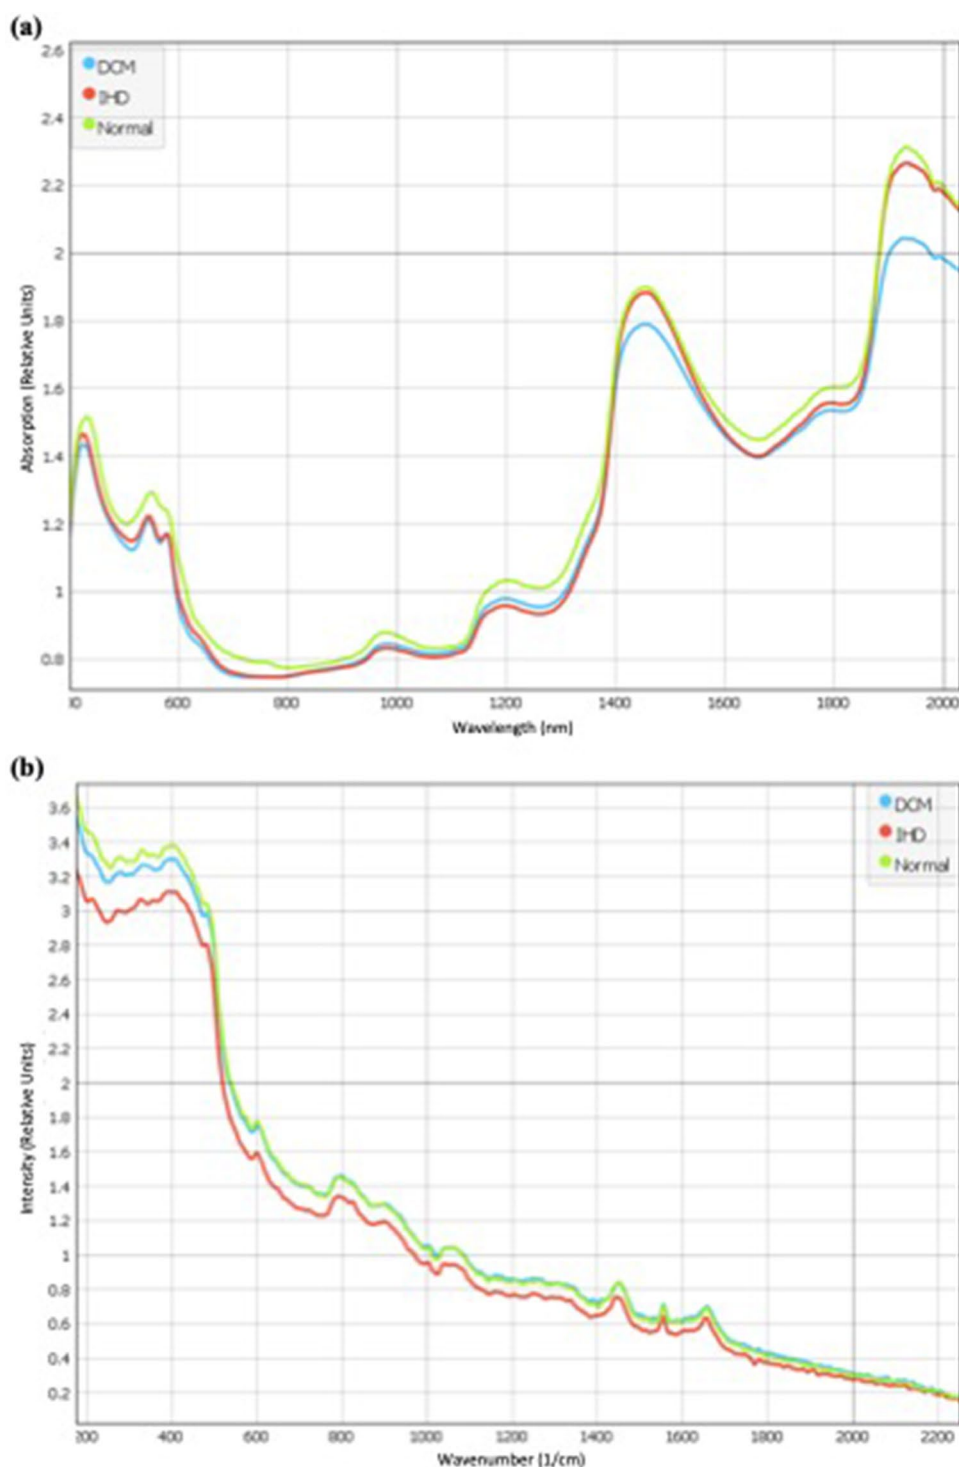 (a)
2.6
DCM
IHD
Normal
2.4
2.2
2
1.8
1.6
1.4
1.2
1
0.8
Absorption (Relative Units)
600 800 1000 1200 1400 1600 1800 2000
Wavelength (nm)
(b)
DCM
IHD
Normal
3.6
3.4
3.2
3
2.8
2.6
2.4
2.2
2
1.8
1.6
1.4
1.2
1
0.8
0.6
0.4
0.2
Intensity (Relative Units)
200 400 600 800 1000 1200 1400 1600 1800 2000 2200
Wavenumber (1/cm)